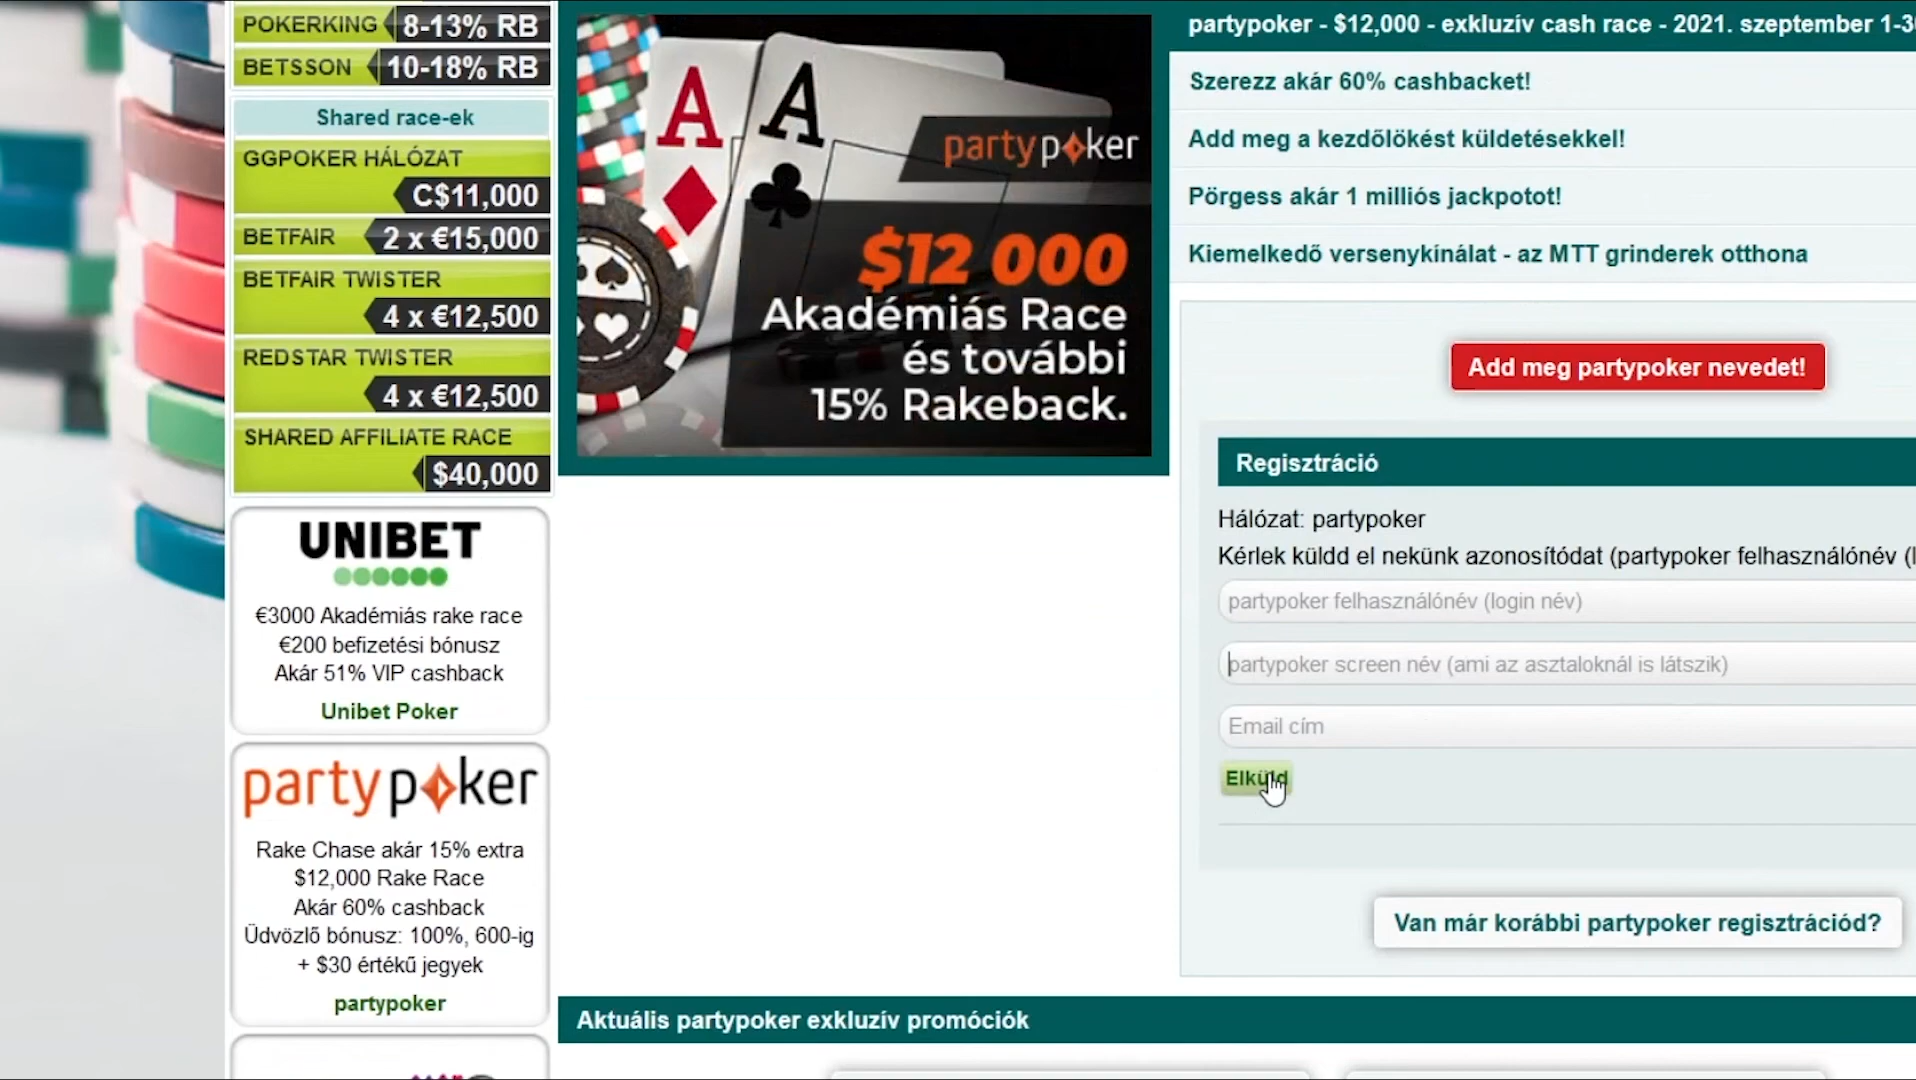 POKERKING 8-13% RB
BETSSON 10-18% RB
Shared race-ek
GGPOKER HÁLÓZAT
C$11,000
BETFAIR 2 x €15,000
BETFAIR TWISTER
4 x €12,500
REDSTAR TWISTER
4 x €12,500
SHARED AFFILIATE RACE
$40,000
UNIBET
€3000 Akadémiás rake race
€200 befizetési bónusz
Akár 51% VIP cashback
Unibet Poker
partypoker
Rake Chase akár 15% extra
$12,000 Rake Race
Akár 60% cashback
Üdvözlő bónusz: 100%, 600-ig
+ $30 értékű jegyek
partypoker
A A
partypoker
$12 000
Akadémiás Race
és további
15% Rakeback.
partypoker - $12,000 - exkluzív cash race - 2021. szeptember 1-3
Szerezz akár 60% cashbacket!
Add meg a kezdőlökést küldetésekkel!
Pörgess akár 1 milliós jackpotot!
Kiemelkedő versenykínálat - az MTT grinderek otthona
Add meg partypoker nevedet!
Regisztráció
Hálózat: partypoker
Kérlek küldd el nekünk azonosítódat (partypoker felhasználónév (l
partypoker felhasználónév (login név)
partypoker screen név (ami az asztaloknál is látszik)
Email cím
Elküld
Van már korábbi partypoker regisztrációd?
Aktuális partypoker exkluzív promóciók